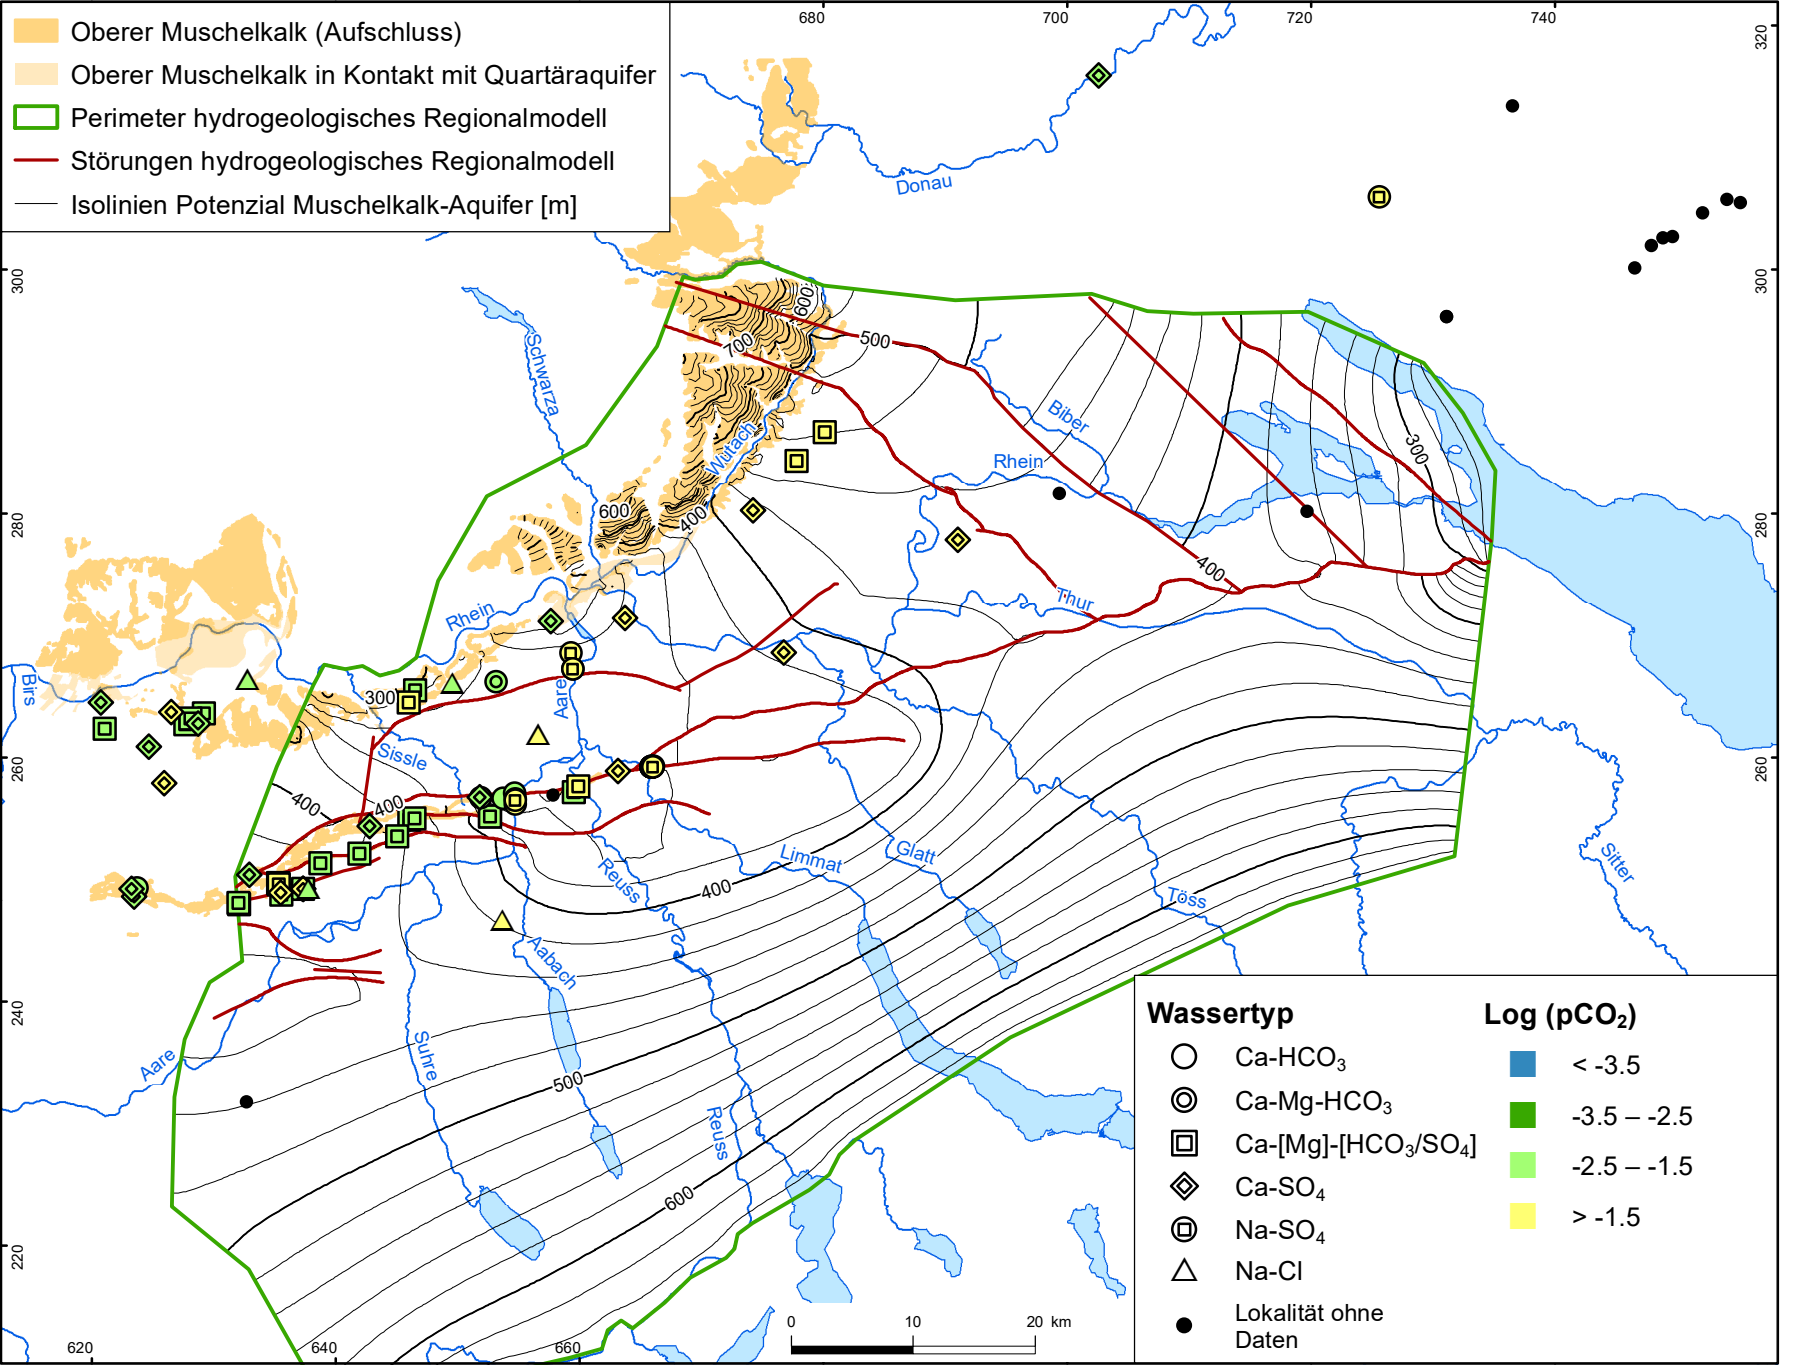 Oberer Muschelkalk (Aufschluss)
Oberer Muschelkalk in Kontakt mit Quartäraquifer
Perimeter hydrogeologisches Regionalmodell
Störungen hydrogeologisches Regionalmodell
Isolinien Potenzial Muschelkalk-Aquifer [m]
680
700
720
740
320
Donau
300
300
600
500
700
Schwarza
Biber
Wutach
Rhein
300
600
400
280
280
400
Rhein
Thur
Birs
300
Aare
Sissle
260
260
400
400
Limmat
Glatt
Reuss
400
Sitter
Töss
Aabach
240
Suhre
Aare
500
Reuss
600
220
620
640
660
0
10
20 km
Wassertyp
Ca-HCO₃
Ca-Mg-HCO₃
Ca-[Mg]-[HCO₃/SO₄]
Ca-SO₄
Na-SO₄
Na-Cl
Lokalität ohne
Daten
Log (pCO₂)
< -3.5
-3.5 – -2.5
-2.5 – -1.5
> -1.5